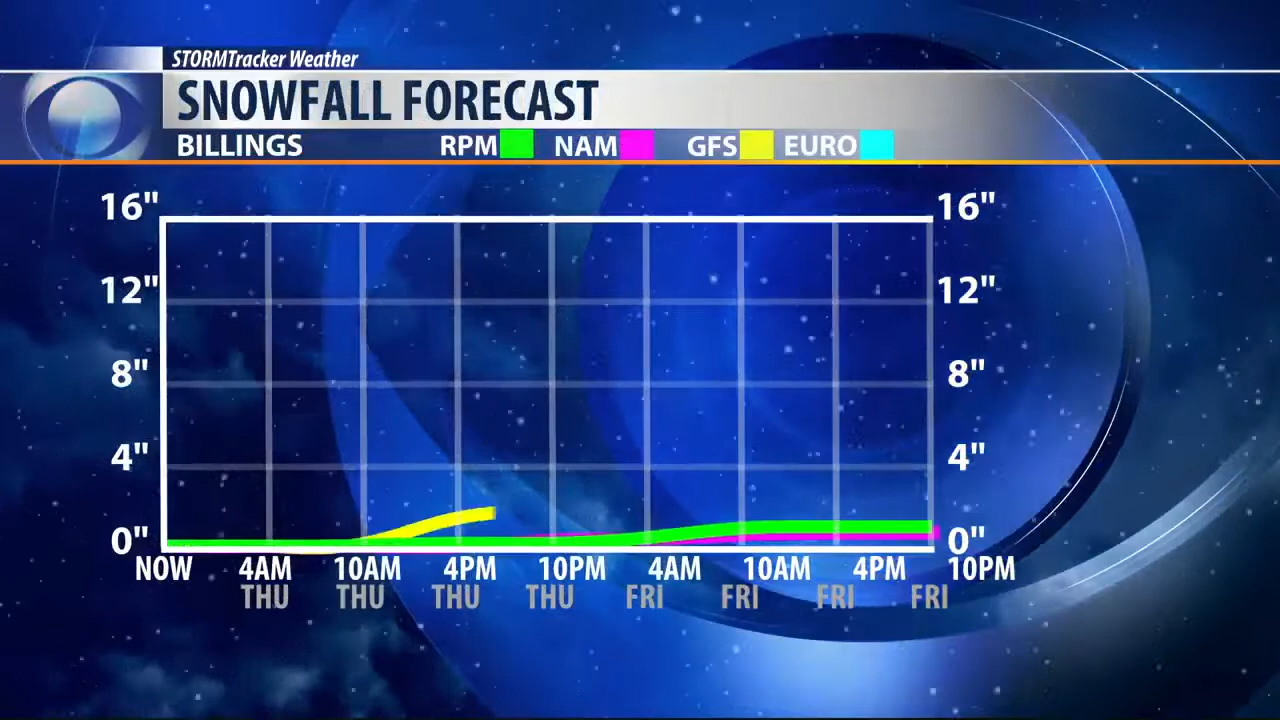 STORMTracker Weather
SNOWFALL FORECAST
BILLINGS RPM NAM GFS EURO
16" 16"
12" 12"
8" 8"
4" 4"
0" 0"
NOW 4AM 10AM 4PM 10PM 4AM 10AM 4PM 10PM
THU THU THU THU FRI FRI FRI FRI